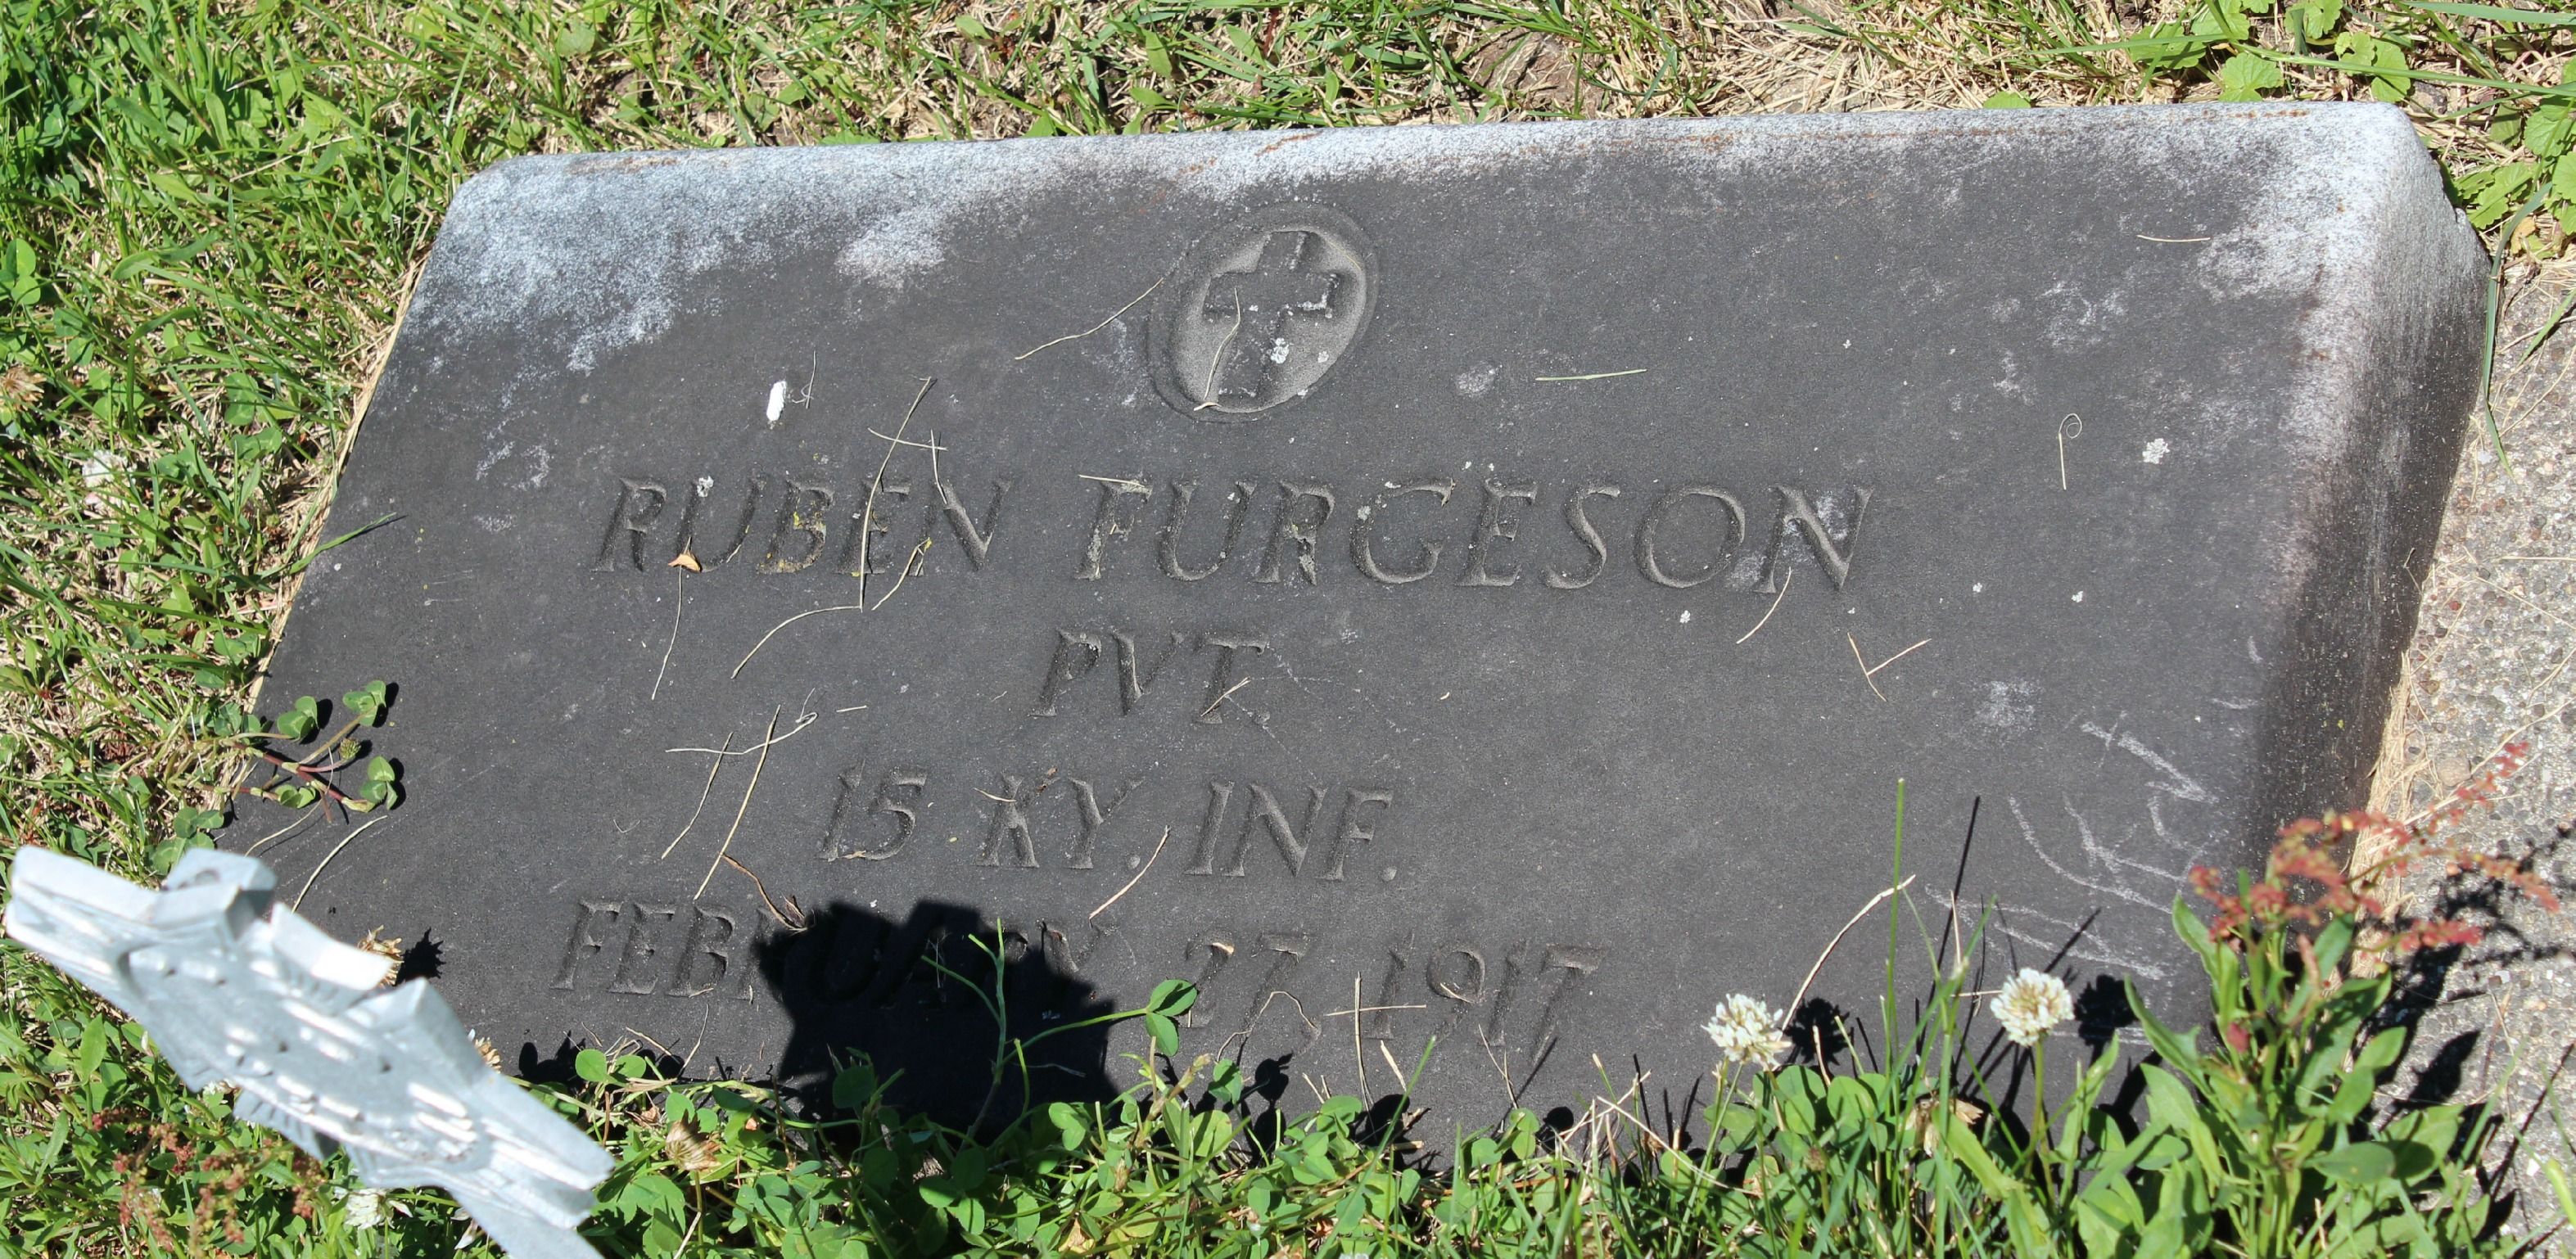 RUBEN FURGESON
PVT.
15 KY. INF.
FEBRUARY 27, 1917